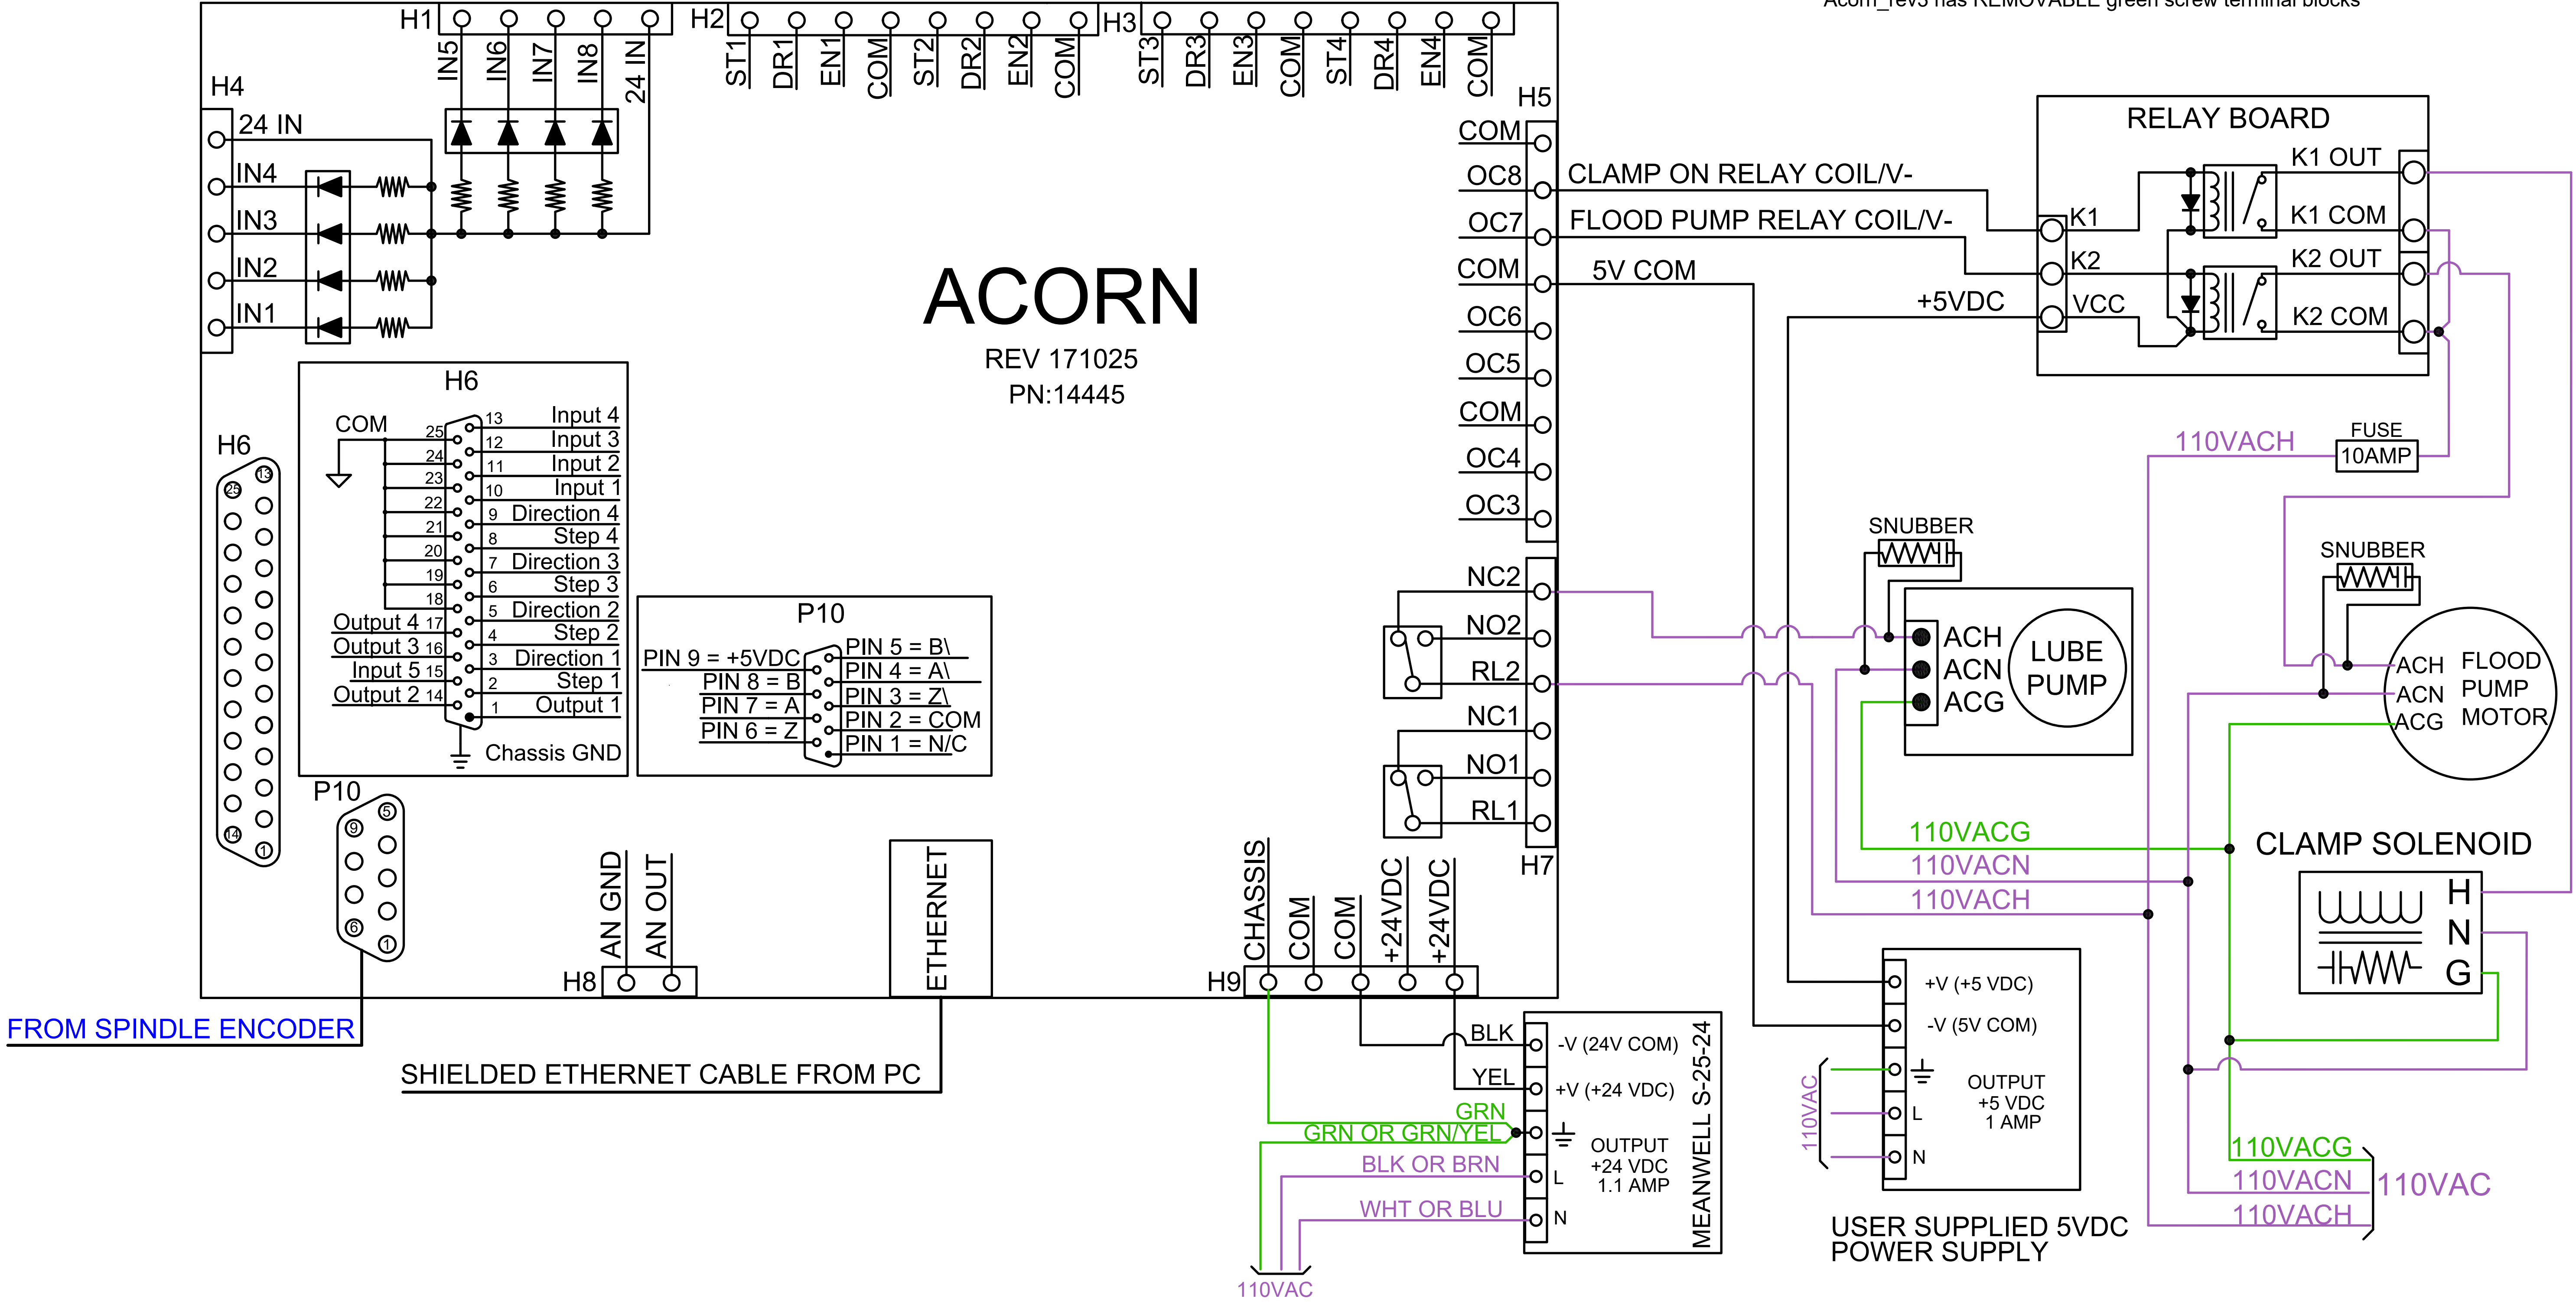 Acorn_rev3 has REMOVABLE green screw terminal blocks
H1
IN5
IN6
IN7
IN8
24 IN
H2
ST1
DR1
EN1
COM
ST2
DR2
EN2
COM
H3
ST3
DR3
EN3
COM
ST4
DR4
EN4
COM
H4
24 IN
IN4
IN3
IN2
IN1
ACORN
REV 171025
PN:14445
H5
COM
OC8
OC7
COM
OC6
OC5
COM
OC4
OC3
CLAMP ON RELAY COIL/V-
FLOOD PUMP RELAY COIL/V-
5V COM
+5VDC
RELAY BOARD
K1
K2
VCC
K1 OUT
K1 COM
K2 OUT
K2 COM
110VACH
FUSE
10AMP
H6
13
25
14
1
H6
COM
25
24
23
22
21
20
19
18
Output 4 17
Output 3 16
Input 5 15
Output 2 14
13 Input 4
12 Input 3
11 Input 2
10 Input 1
9 Direction 4
8 Step 4
7 Direction 3
6 Step 3
5 Direction 2
4 Step 2
3 Direction 1
2 Step 1
1 Output 1
Chassis GND
P10
PIN 9 = +5VDC
PIN 8 = B
PIN 7 = A
PIN 6 = Z
PIN 5 = B\
PIN 4 = A\
PIN 3 = Z\
PIN 2 = COM
PIN 1 = N/C
P10
5
9
6
1
NC2
NO2
RL2
NC1
NO1
RL1
H7
SNUBBER
ACH
ACN
ACG
LUBE
PUMP
SNUBBER
ACH
ACN
ACG
FLOOD
PUMP
MOTOR
110VACG
110VACN
110VACH
CLAMP SOLENOID
H
N
G
H8
AN GND
AN OUT
ETHERNET
H9
CHASSIS
COM
COM
+24VDC
+24VDC
FROM SPINDLE ENCODER
SHIELDED ETHERNET CABLE FROM PC
BLK
YEL
GRN
GRN OR GRN/YEL
BLK OR BRN
WHT OR BLU
110VAC
-V (24V COM)
+V (+24 VDC)
OUTPUT
+24 VDC
1.1 AMP
L
N
MEANWELL S-25-24
+V (+5 VDC)
-V (5V COM)
OUTPUT
+5 VDC
1 AMP
L
N
110VAC
USER SUPPLIED 5VDC
POWER SUPPLY
110VACG
110VACN
110VACH
110VAC